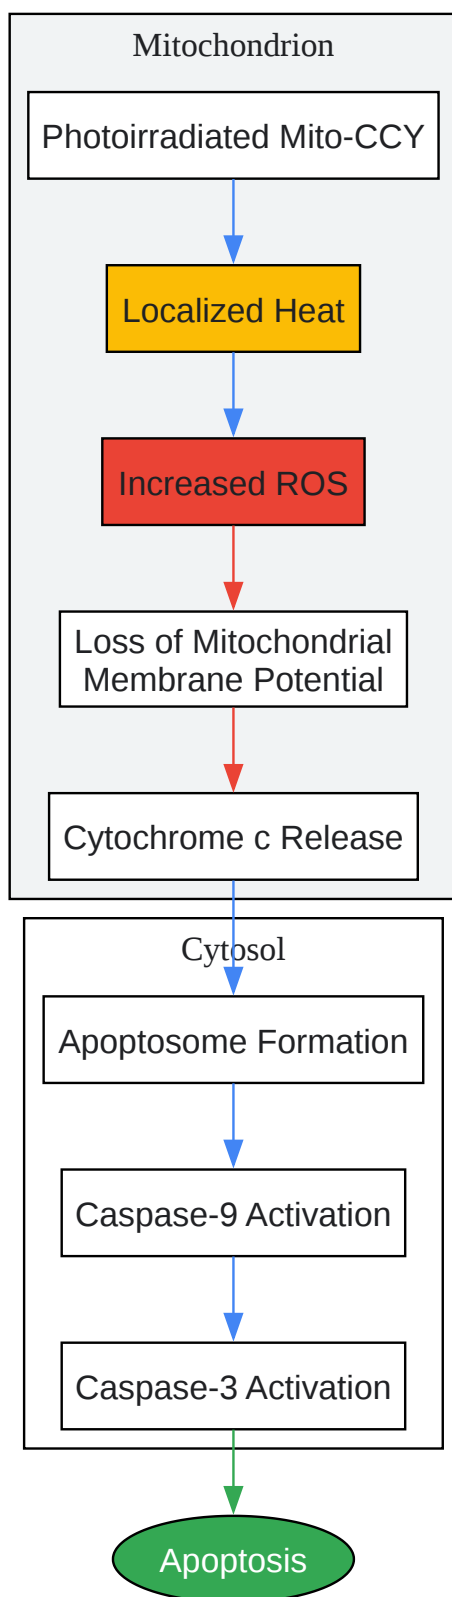 Mitochondrion
Photoirradiated Mito-CCY
Localized Heat
Increased ROS
Loss of Mitochondrial
Membrane Potential
Cytochrome c Release
Cytosol
Apoptosome Formation
Caspase-9 Activation
Caspase-3 Activation
Apoptosis